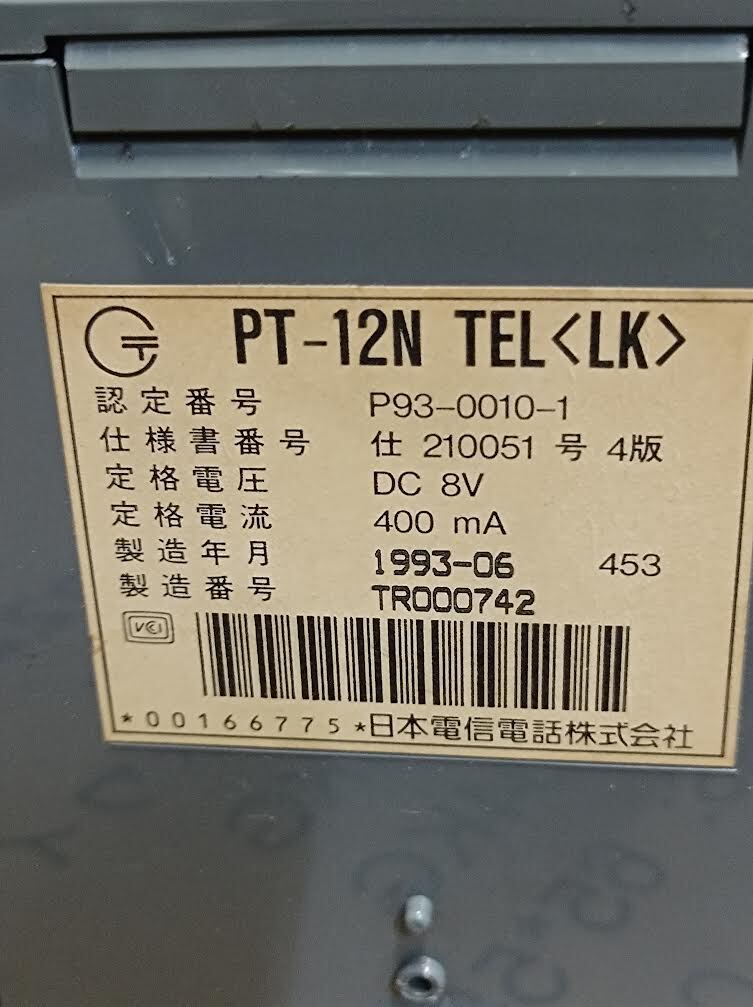 PT-12N TEL<LK>
認定番号 P93-0010-1
仕様書番号 仕 210051 号 4版
定格電圧 DC 8V
定格電流 400 mA
製造年月 1993-06 453
製造番号 TR000742
VCCI
*00166775*日本電信電話株式会社